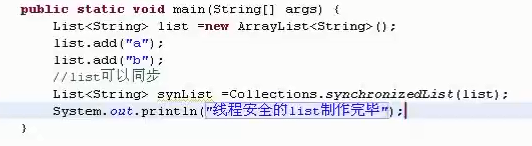 public static void main(String[] args) {
List<String> list =new ArrayList<String>();
list.add("a");
list.add("b");
//list可以同步
List<String> synList =Collections.synchronizedList(list);
System.out.println("线程安全的list制作完毕");
}